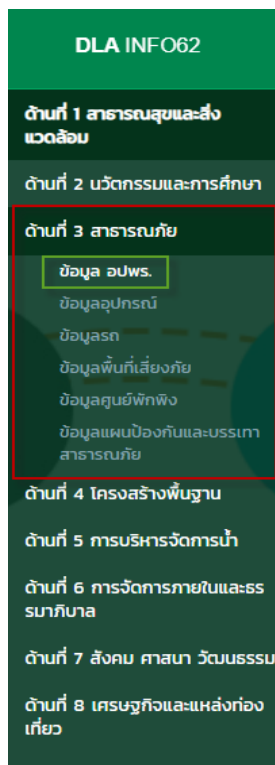 DLA INFO62
ด้านที่ 1 สาธารณสุขและสิ่ง
แวดล้อม
ด้านที่ 2 นวัตกรรมและการศึกษา
ด้านที่ 3 สาธารณภัย
ข้อมูล อปพร.
ข้อมูลอุปกรณ์
ข้อมูลรถ
ข้อมูลพื้นที่เสี่ยงภัย
ข้อมูลศูนย์พักพิง
ข้อมูลแผนป้องกันและบรรเทา
สาธารณภัย
ด้านที่ 4 โครงสร้างพื้นฐาน
ด้านที่ 5 การบริหารจัดการน้ำ
ด้านที่ 6 การจัดการภายในและธร
รมาภิบาล
ด้านที่ 7 สังคม ศาสนา วัฒนธรรม
ด้านที่ 8 เศรษฐกิจและแหล่งท่อง
เที่ยว